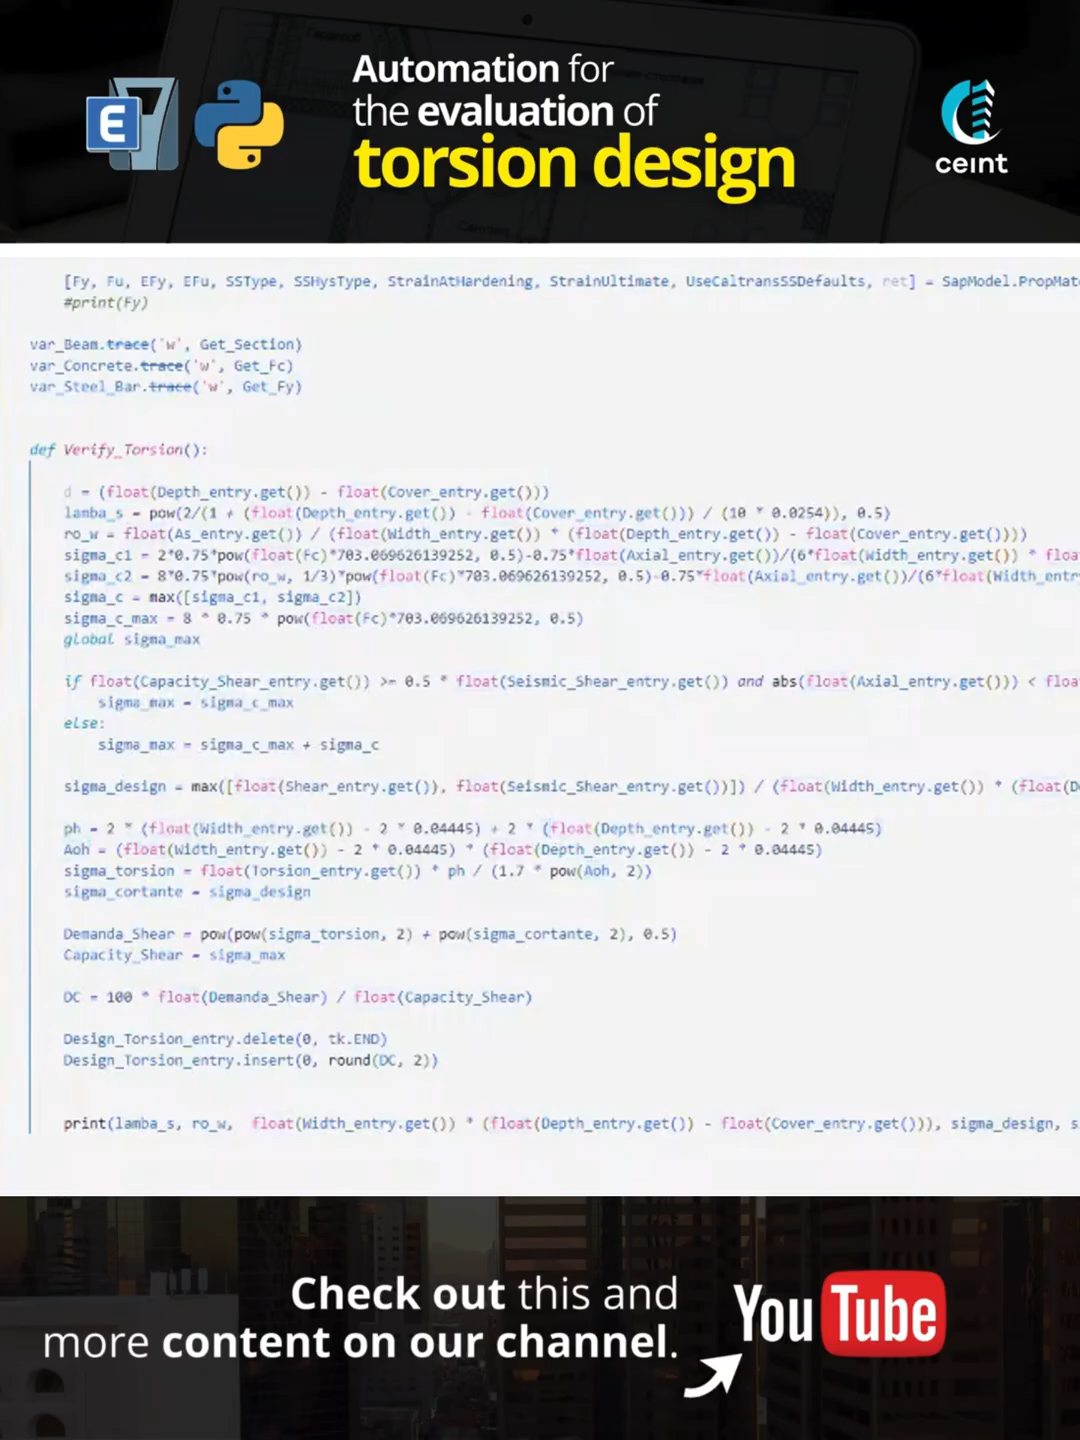 Automation for
the evaluation of
torsion design
E
ceint
[Fy, Fu, EFy, EFu, SSType, SSHysType, StrainAtHardening, StrainUltimate, UseCaltransSSDefaults, ret] = SapModel.PropMat
#print(Fy)
var_Beam.trace('w', Get_Section)
var_Concrete.trace('w', Get_Fc)
var_Steel_Bar.trace('w', Get_Fy)
def Verify_Torsion():
d = (float(Depth_entry.get()) - float(Cover_entry.get()))
lamba_s = pow(2/(1 + (float(Depth_entry.get()) - float(Cover_entry.get())) / (10 * 0.0254)), 0.5)
ro_w = float(As_entry.get()) / (float(Width_entry.get()) * (float(Depth_entry.get()) - float(Cover_entry.get())))
sigma_c1 = 2*0.75*pow(float(Fc)*703.069626139252, 0.5)-0.75*float(Axial_entry.get())/(6*float(Width_entry.get()) * floa
sigma_c2 = 8*0.75*pow(ro_w, 1/3)*pow(float(Fc)*703.069626139252, 0.5)-0.75*float(Axial_entry.get())/(6*float(Width_entr
sigma_c = max([sigma_c1, sigma_c2])
sigma_c_max = 8 * 0.75 * pow(float(Fc)*703.069626139252, 0.5)
global sigma_max
if float(Capacity_Shear_entry.get()) >= 0.5 * float(Seismic_Shear_entry.get()) and abs(float(Axial_entry.get())) < floa
sigma_max = sigma_c_max
else:
sigma_max = sigma_c_max + sigma_c
sigma_design = max([float(Shear_entry.get()), float(Seismic_Shear_entry.get())]) / (float(Width_entry.get()) * (float(D
ph = 2 * (float(Width_entry.get()) - 2 * 0.04445) + 2 * (float(Depth_entry.get()) - 2 * 0.04445)
Aoh = (float(Width_entry.get()) - 2 * 0.04445) * (float(Depth_entry.get()) - 2 * 0.04445)
sigma_torsion = float(Torsion_entry.get()) * ph / (1.7 * pow(Aoh, 2))
sigma_cortante = sigma_design
Demanda_Shear = pow(pow(sigma_torsion, 2) + pow(sigma_cortante, 2), 0.5)
Capacity_Shear = sigma_max
DC = 100 * float(Demanda_Shear) / float(Capacity_Shear)
Design_Torsion_entry.delete(0, tk.END)
Design_Torsion_entry.insert(0, round(DC, 2))
print(lamba_s, ro_w, float(Width_entry.get()) * (float(Depth_entry.get()) - float(Cover_entry.get())), sigma_design, s
Check out this and
more content on our channel.
YouTube